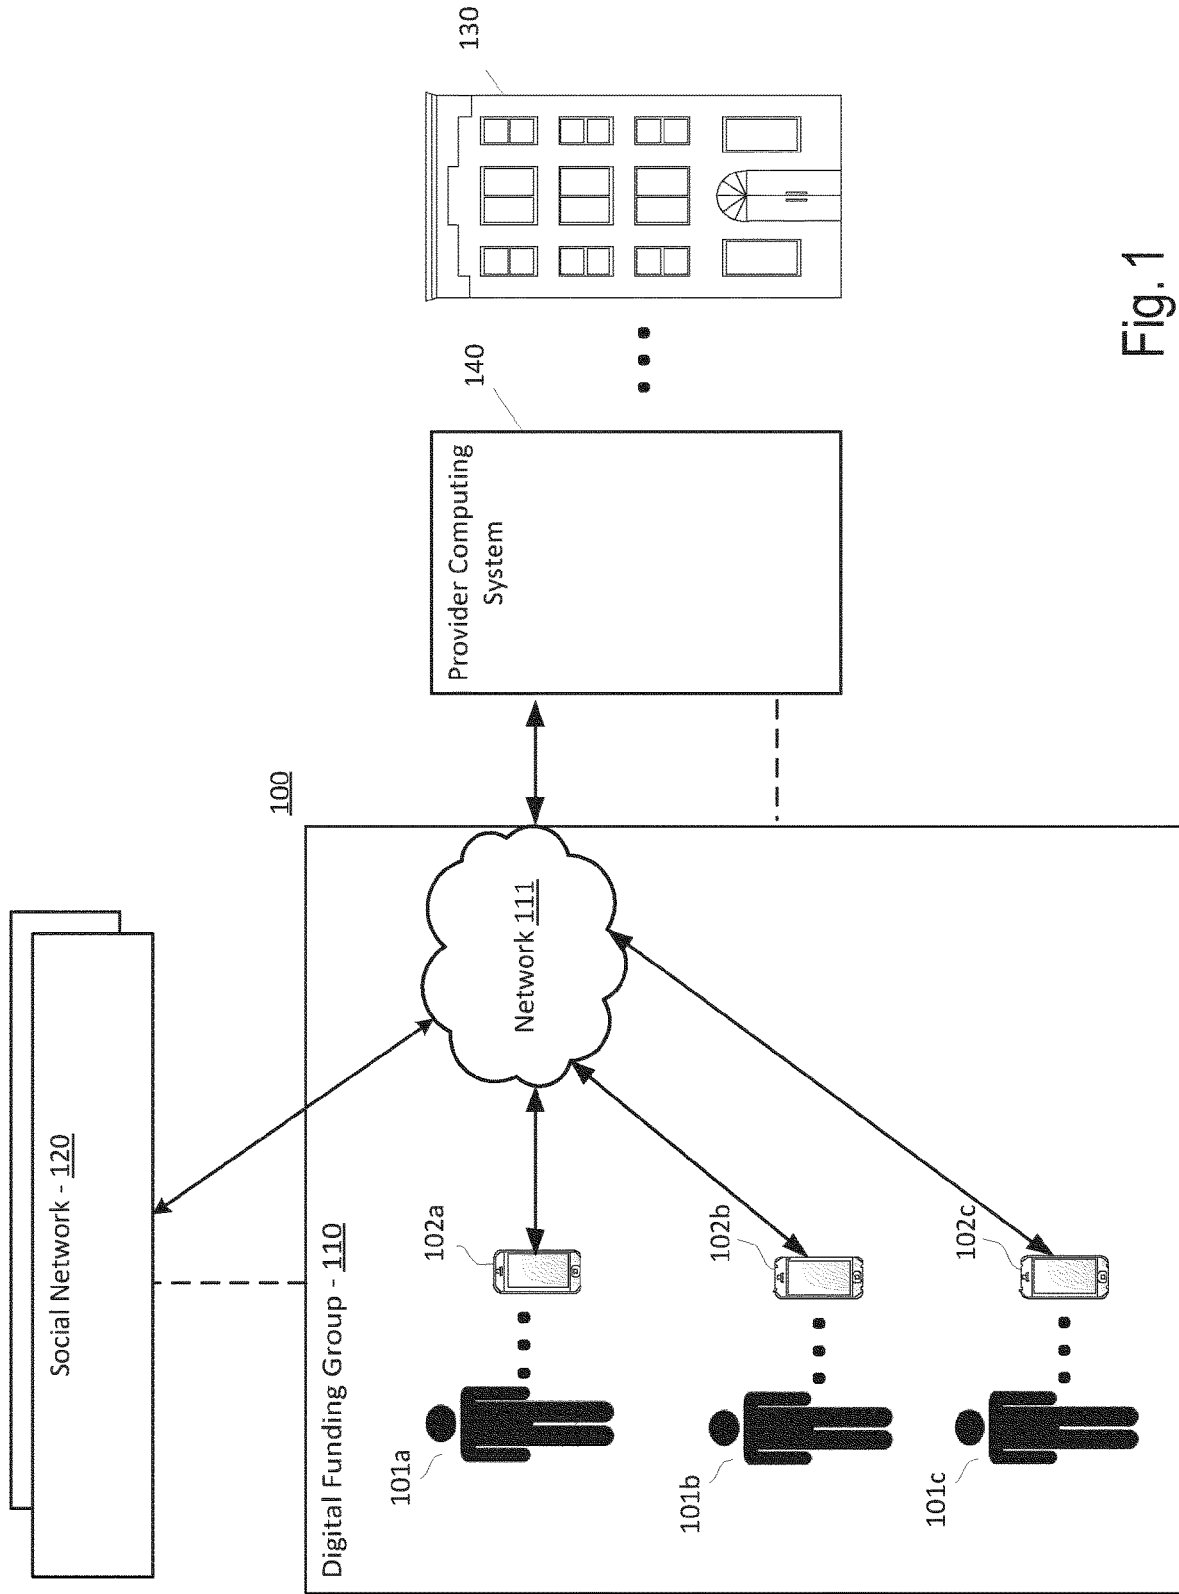 Social Network - 120
100
Digital Funding Group - 110
101a
102a
101b
102b
101c
102c
Network 111
Provider Computing
System
140
130
Fig. 1